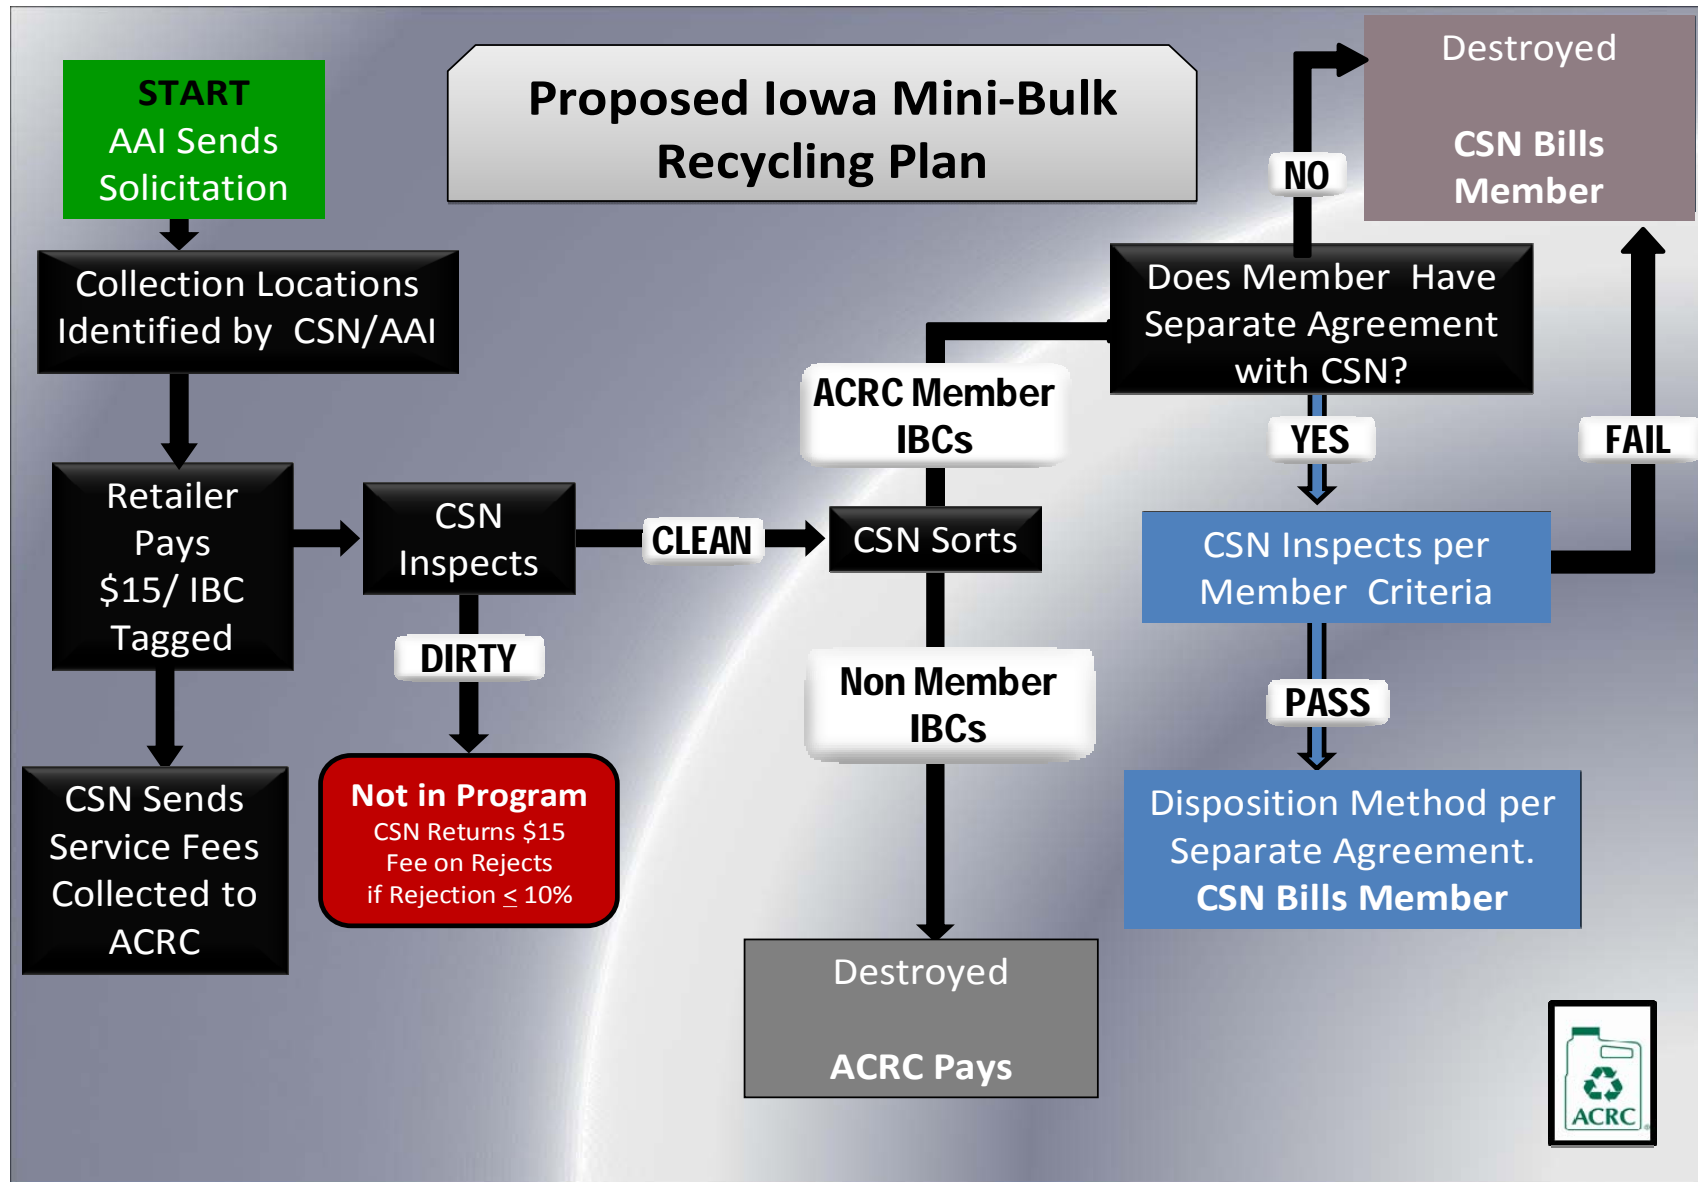 Proposed Iowa Mini-Bulk
Recycling Plan
START
AAI Sends
Solicitation
Collection Locations
Identified by CSN/AAI
Retailer
Pays
$15/ IBC
Tagged
CSN Sends
Service Fees
Collected to
ACRC
CSN
Inspects
DIRTY
Not in Program
CSN Returns $15
Fee on Rejects
if Rejection ≤ 10%
CLEAN
CSN Sorts
ACRC Member
IBCs
Non Member
IBCs
Destroyed
ACRC Pays
Does Member Have
Separate Agreement
with CSN?
NO
Destroyed
CSN Bills
Member
YES
FAIL
CSN Inspects per
Member Criteria
PASS
Disposition Method per
Separate Agreement.
CSN Bills Member
ACRC